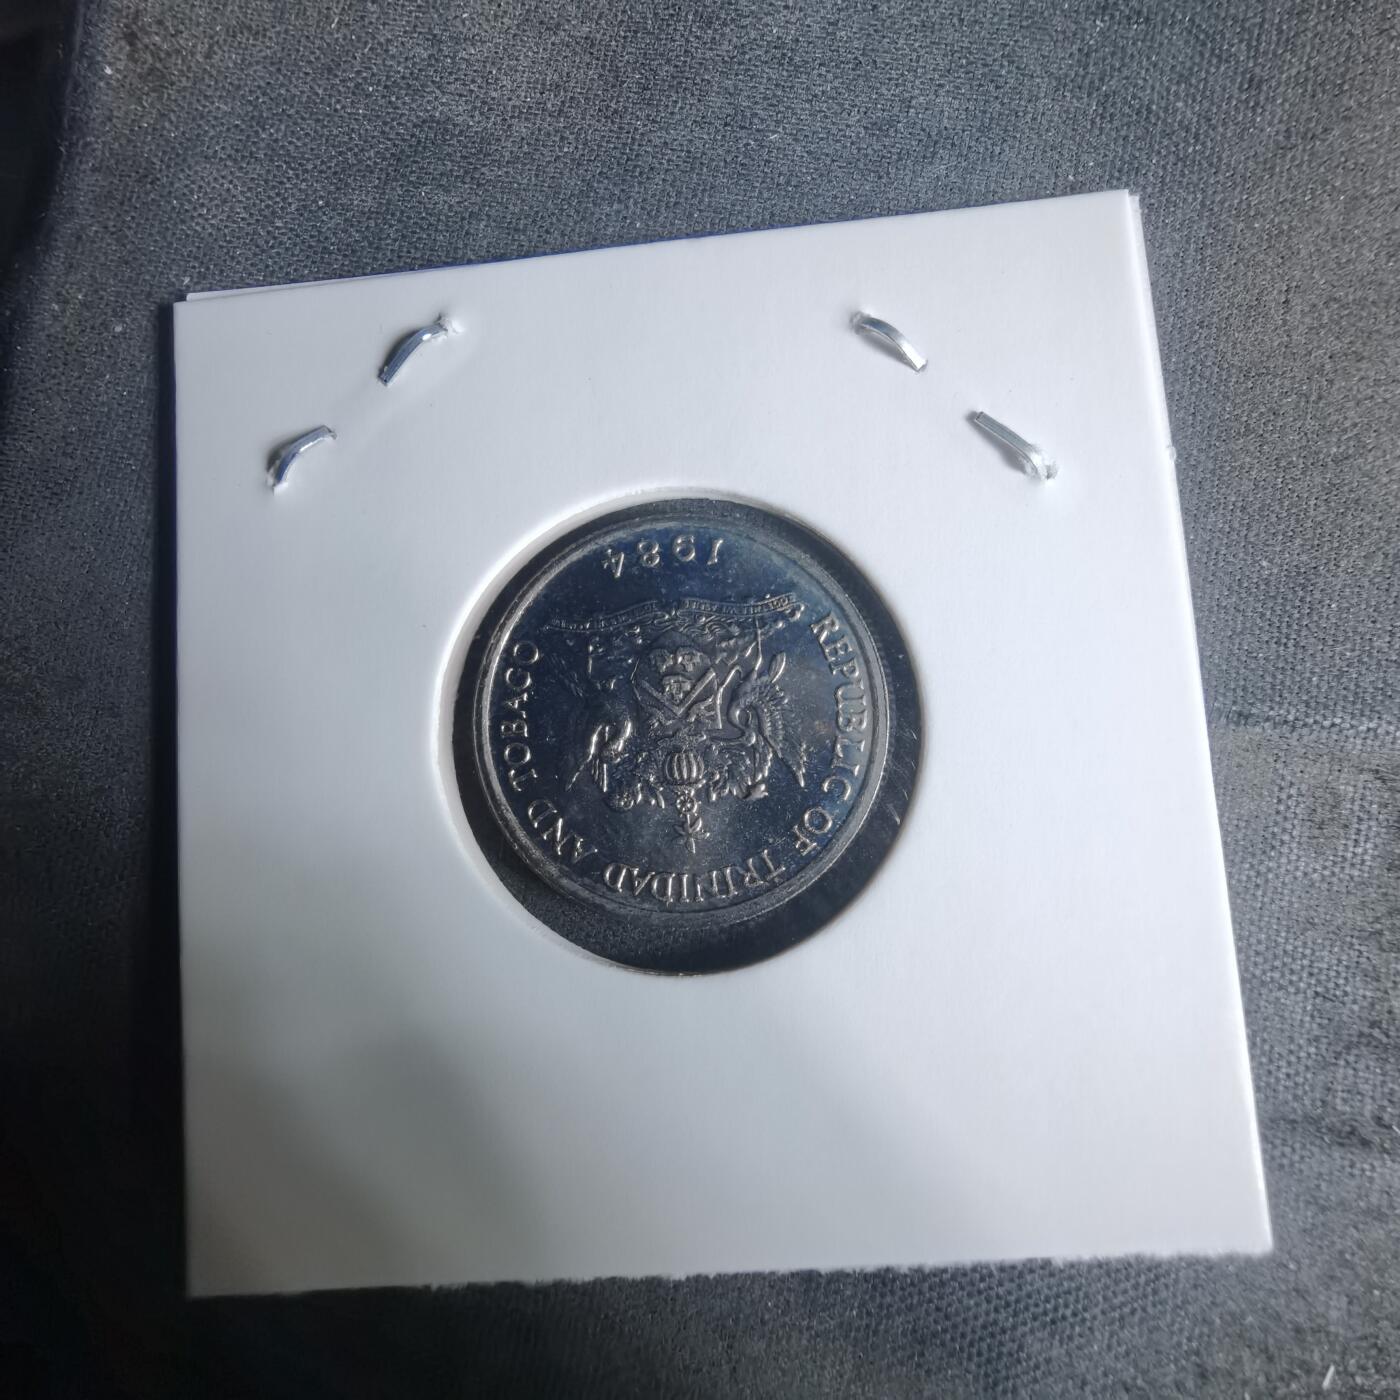 REPUBLIC OF TRINIDAD AND TOBAGO
1984